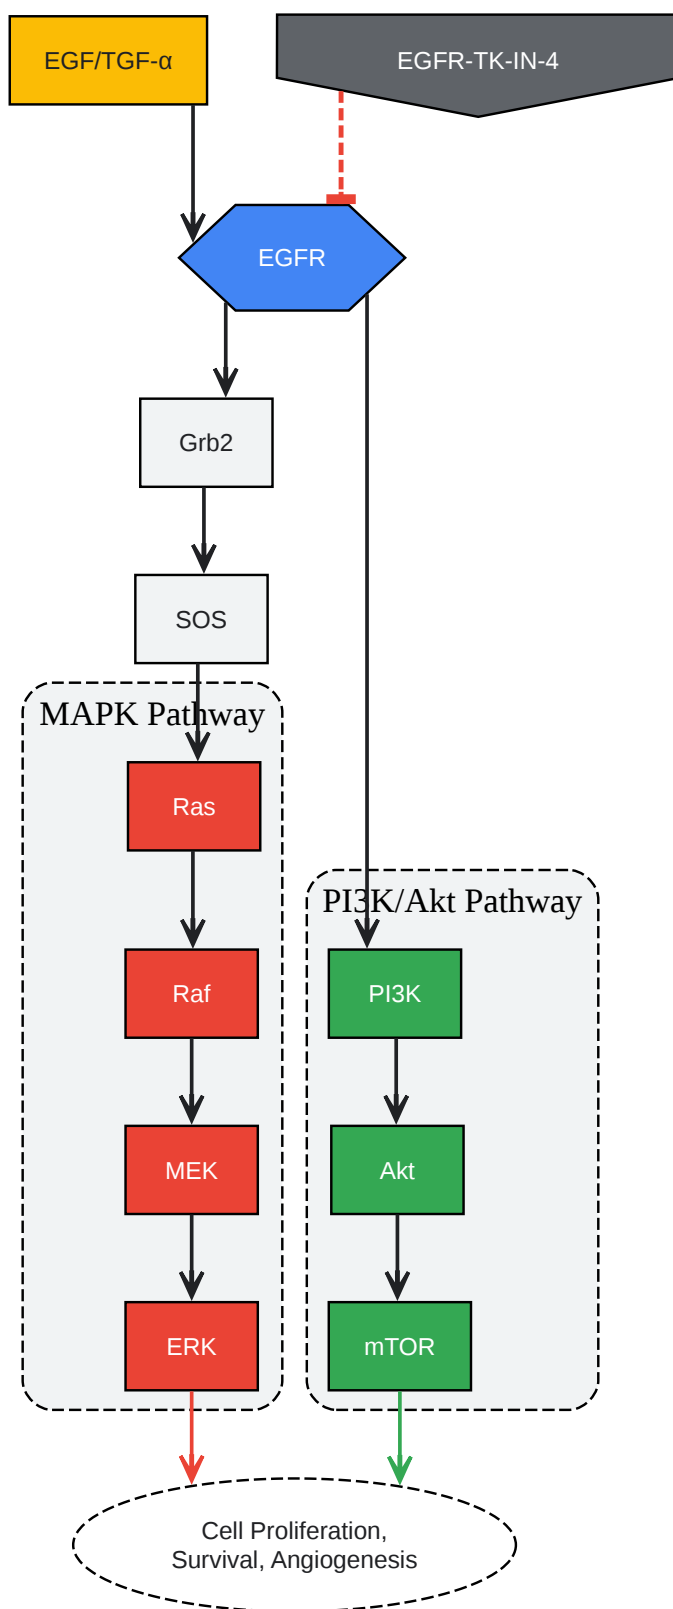 EGF/TGF-α
EGFR-TK-IN-4
EGFR
Grb2
SOS
MAPK Pathway
Ras
PI3K/Akt Pathway
Raf
PI3K
MEK
Akt
ERK
mTOR
Cell Proliferation,
Survival, Angiogenesis